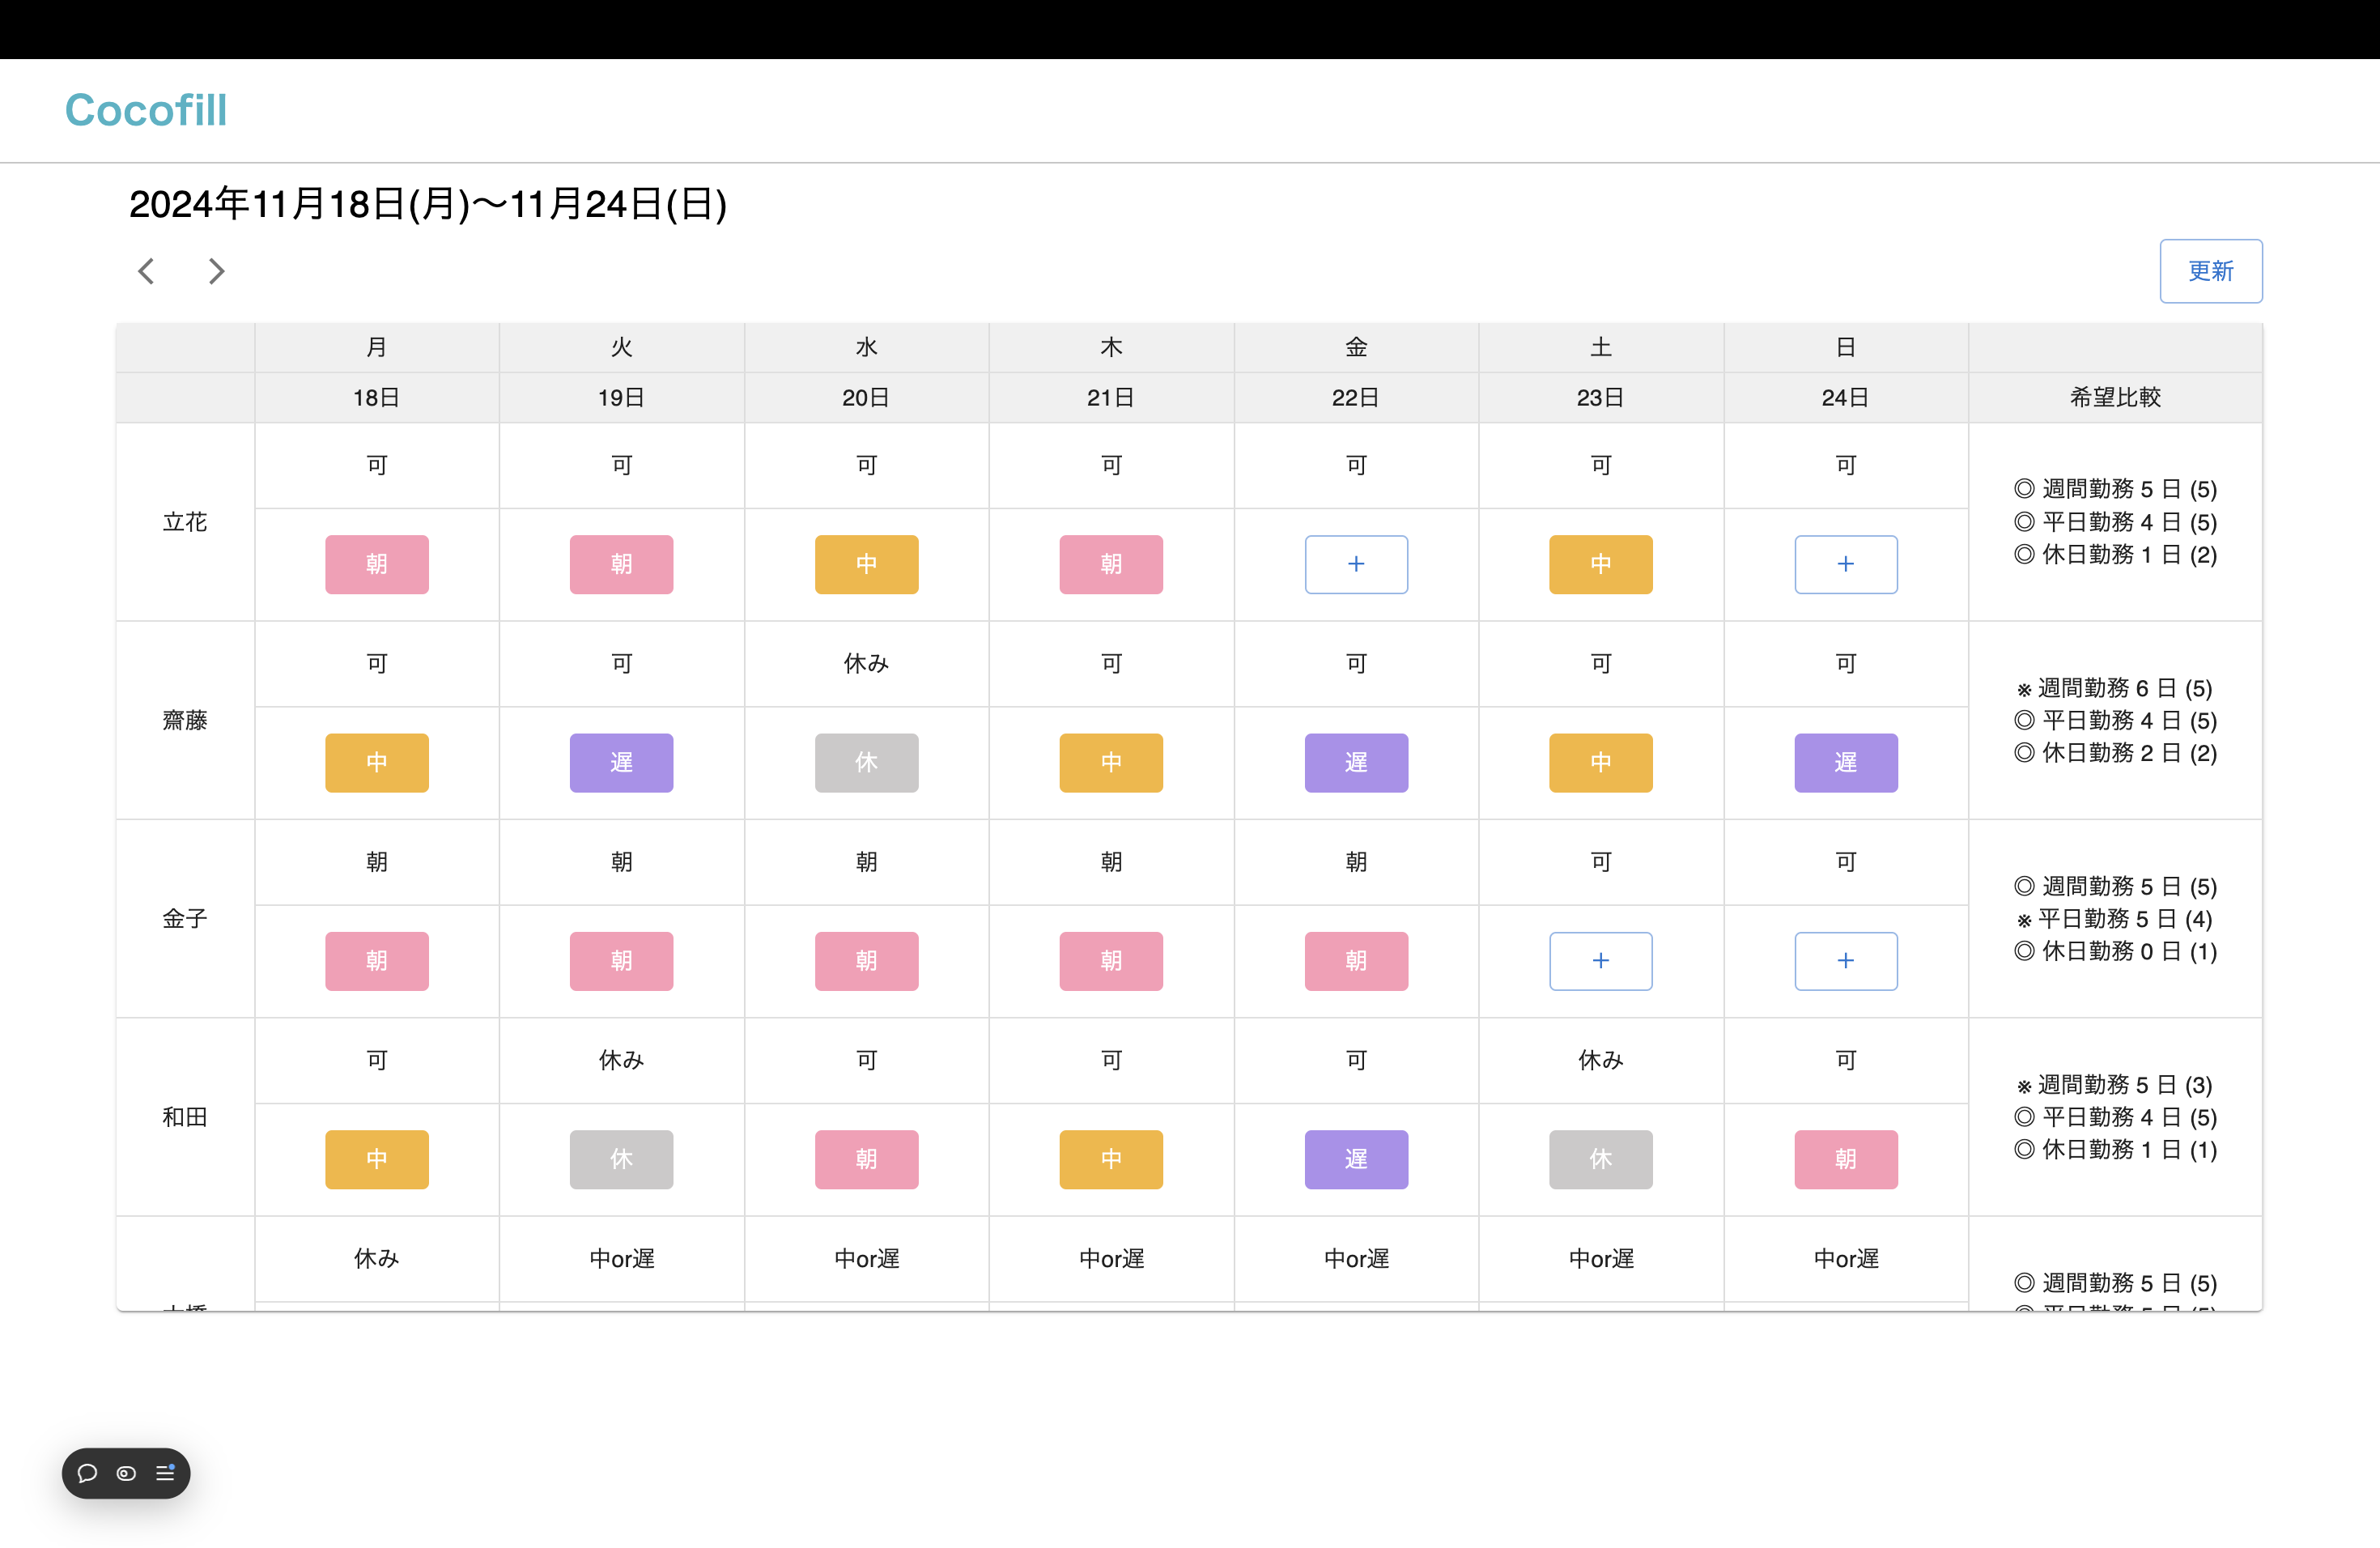 Cocofill
2024年11月18日(月)〜11月24日(日)
更新
月 火 水 木 金 土 日
18日 19日 20日 21日 22日 23日 24日 希望比較
可 可 可 可 可 可 可
立花
朝 朝 中 朝 + 中 +
◎ 週間勤務 5 日 (5)
◎ 平日勤務 4 日 (5)
◎ 休日勤務 1 日 (2)
可 可 休み 可 可 可 可
齋藤
中 遅 休 中 遅 中 遅
※ 週間勤務 6 日 (5)
◎ 平日勤務 4 日 (5)
◎ 休日勤務 2 日 (2)
朝 朝 朝 朝 朝 可 可
金子
朝 朝 朝 朝 朝 + +
◎ 週間勤務 5 日 (5)
※ 平日勤務 5 日 (4)
◎ 休日勤務 0 日 (1)
可 休み 可 可 可 休み 可
和田
中 休 朝 中 遅 休 朝
※ 週間勤務 5 日 (3)
◎ 平日勤務 4 日 (5)
◎ 休日勤務 1 日 (1)
休み 中or遅 中or遅 中or遅 中or遅 中or遅 中or遅
◎ 週間勤務 5 日 (5)